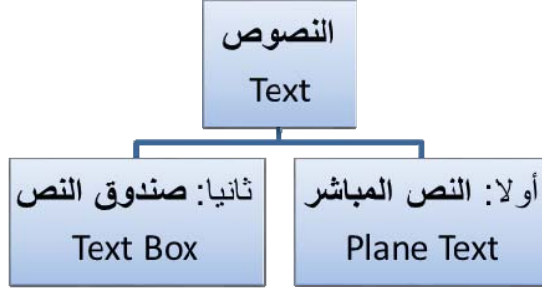 النصوص
Text
أولا: النص المباشر
Plane Text
ثانيا: صندوق النص
Text Box